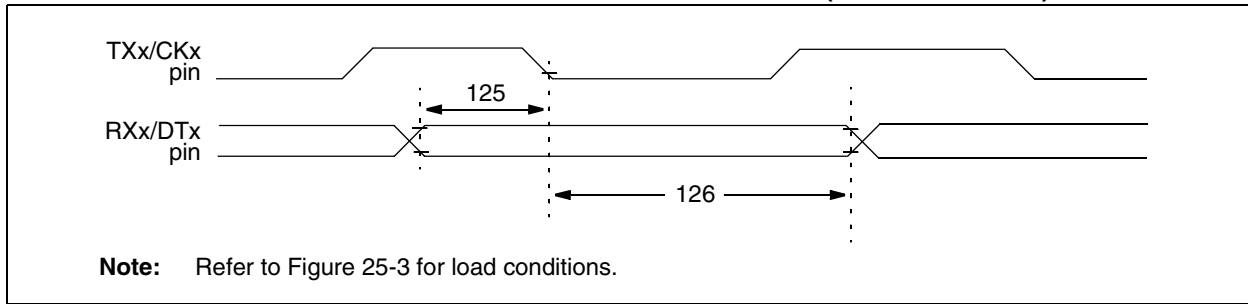 TXx/CKx
pin
125
RXx/DTx
pin
126
Note: Refer to Figure 25-3 for load conditions.